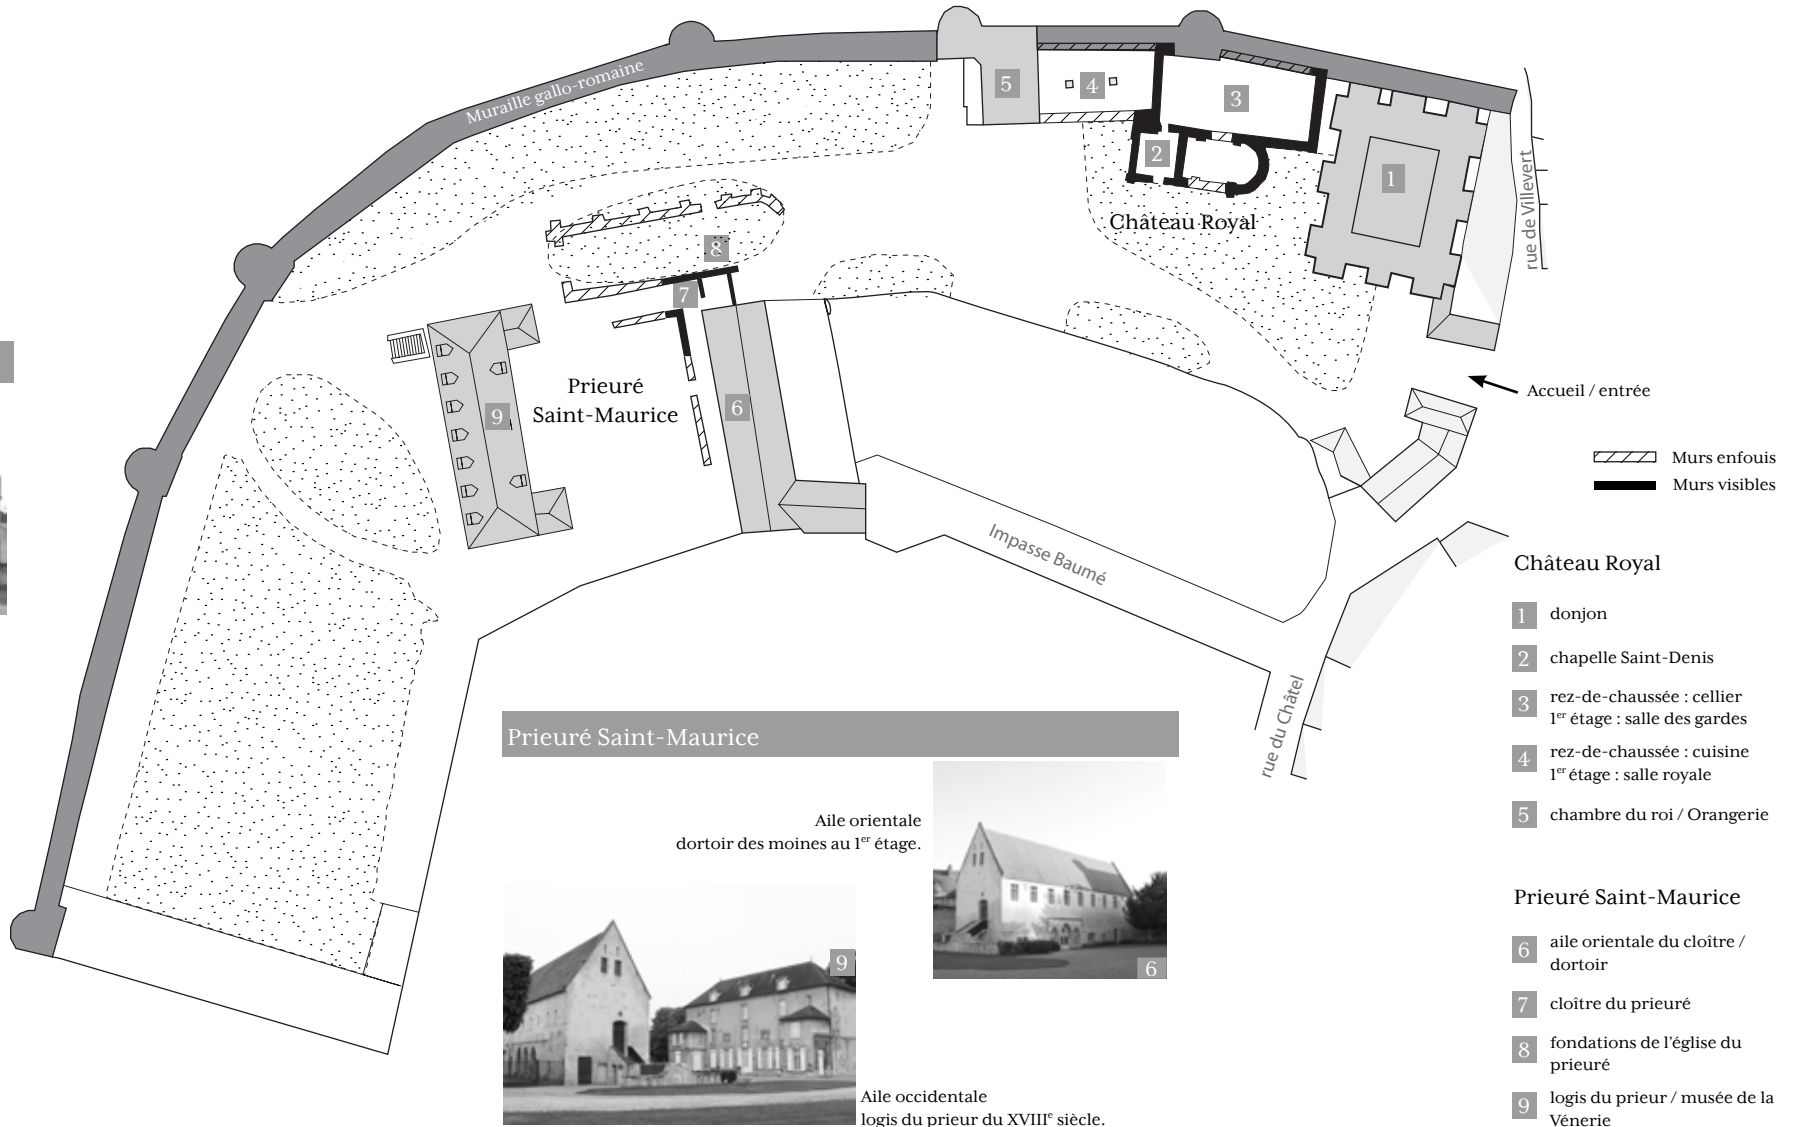 Muraille gallo-romaine
5
4
3
2
1
Château Royal
rue de Villevert
8
7
Prieuré
Saint-Maurice
9
6
Accueil / entrée
Murs enfouis
Murs visibles
Impasse Baumé
rue du Châtel
Château Royal
1 donjon
2 chapelle Saint-Denis
3 rez-de-chaussée : cellier
1er étage : salle des gardes
4 rez-de-chaussée : cuisine
1er étage : salle royale
5 chambre du roi / Orangerie
Prieuré Saint-Maurice
6 aile orientale du cloître /
dortoir
7 cloître du prieuré
8 fondations de l'église du
prieuré
9 logis du prieur / musée de la
Vénerie
Prieuré Saint-Maurice
Aile orientale
dortoir des moines au 1er étage.
6
9
Aile occidentale
logis du prieur du XVIIIe siècle.